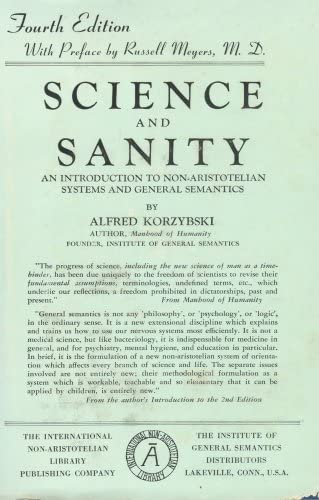 Fourth Edition
With Preface by Russell Meyers, M. D.
SCIENCE
AND
SANITY
AN INTRODUCTION TO NON-ARISTOTELIAN
SYSTEMS AND GENERAL SEMANTICS
BY
ALFRED KORZYBSKI
AUTHOR, Manhood of Humanity
FOUNDER, INSTITUTE OF GENERAL SEMANTICS
"The progress of science, including the new science of man as a time-
binder, has been due uniquely to the freedom of scientists to revise their
fundamental assumptions, terminologies, undefined terms, etc., which
underlie our reflections, a freedom prohibited in dictatorships, past and
present."
From Manhood of Humanity
"General semantics is not any 'philosophy', or 'psychology', or 'logic',
in the ordinary sense. It is a new extensional discipline which explains
and trains us how to use our nervous systems most efficiently. It is not a
medical science, but like bacteriology, it is indispensable for medicine in
general, and for psychiatry, mental hygiene, and education in particular.
In brief, it is the formulation of a new non-aristotelian system of orienta-
tion which affects every branch of science and life. The separate issues
involved are not entirely new; their methodological formulation as a
system which is workable, teachable and so elementary that it can be
applied by children, is entirely new."
From the author's Introduction to the 2nd Edition
THE INTERNATIONAL
NON-ARISTOTELIAN
LIBRARY
PUBLISHING COMPANY
INTERNATIONAL NON-ARISTOTELIAN
LIBRARY
A
THE INSTITUTE OF
GENERAL SEMANTICS
DISTRIBUTORS
LAKEVILLE, CONN., U.S.A.